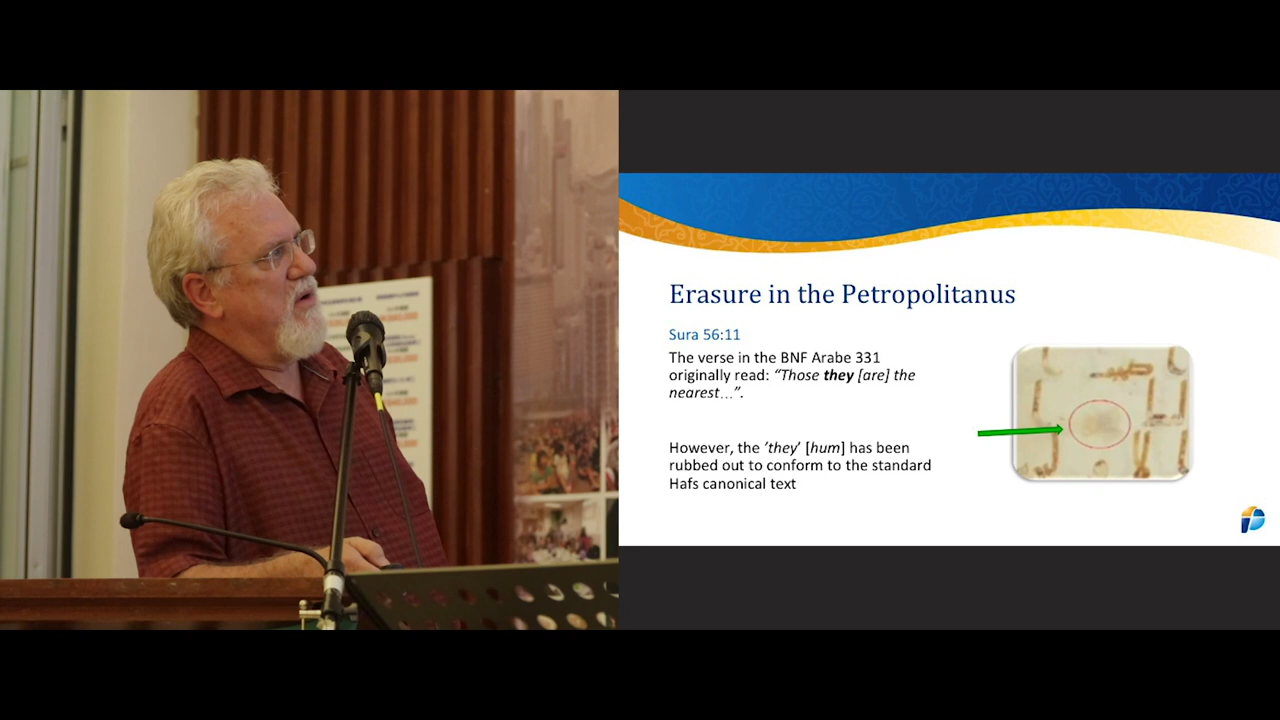 Erasure in the Petropolitanus
Sura 56:11
The verse in the BNF Arabe 331
originally read: “Those they [are] the
nearest…”.
However, the ‘they’ [hum] has been
rubbed out to conform to the standard
Hafs canonical text